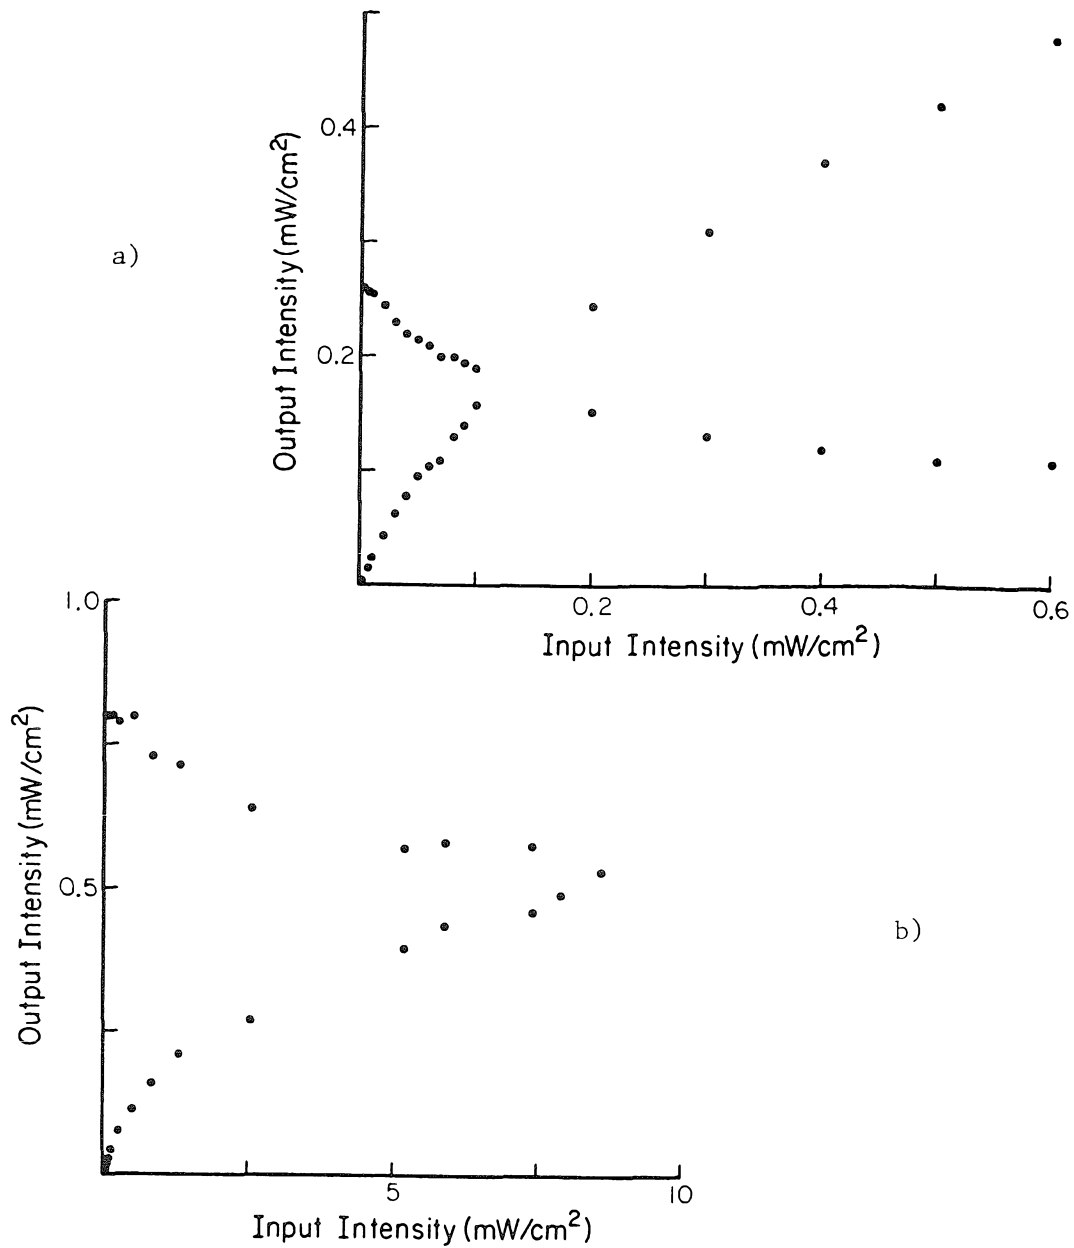 a)
Output Intensity (mW/cm²)
0.4
0.2
0.2 0.4 0.6
Input Intensity (mW/cm²)
1.0
0.5
Output Intensity (mW/cm²)
b)
5 10
Input Intensity (mW/cm²)